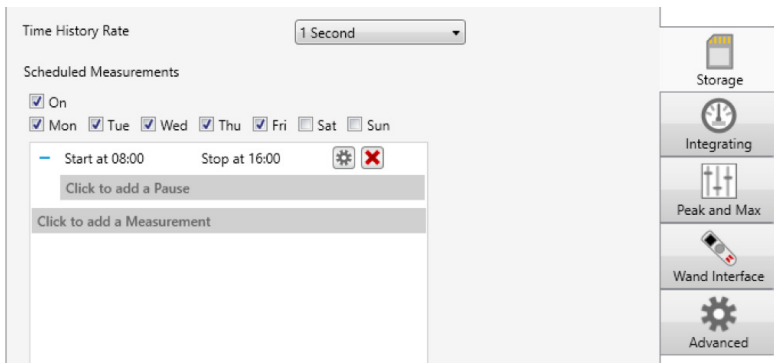 Time History Rate
1 Second
Scheduled Measurements
On
Mon Tue Wed Thu Fri Sat Sun
Start at 08:00 Stop at 16:00
Click to add a Pause
Click to add a Measurement
Storage
Integrating
Peak and Max
Wand Interface
Advanced